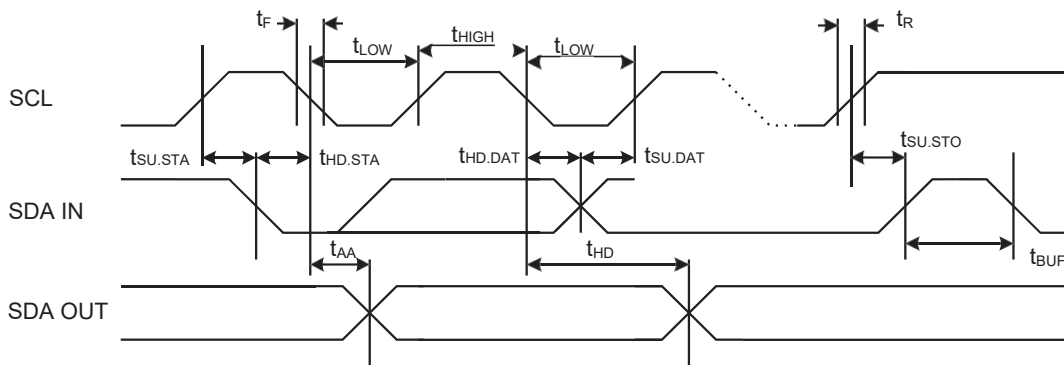 tF
tR
tHIGH
tLOW
tLOW
SCL
tSU.STA
tHD.STA
tHD.DAT
tSU.DAT
tSU.STO
SDA IN
tAA
tHD
tBUF
SDA OUT